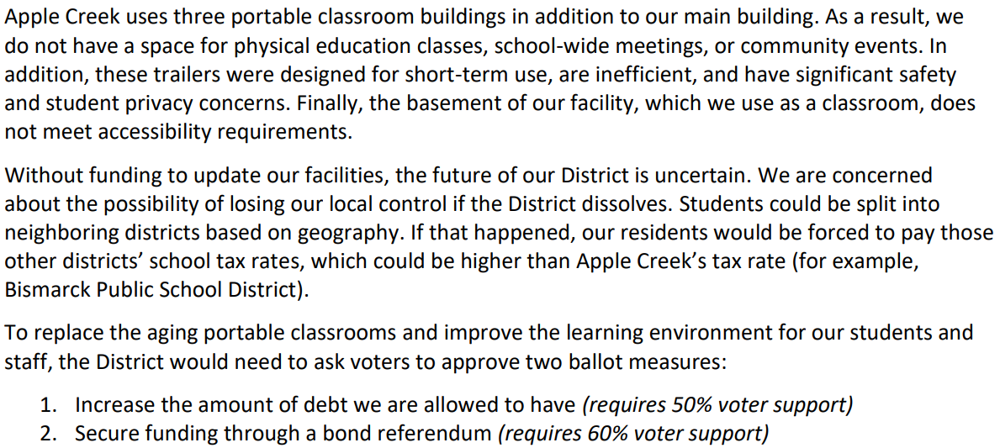 Apple Creek uses three portable classroom buildings in addition to our main building. As a result, we
do not have a space for physical education classes, school-wide meetings, or community events. In
addition, these trailers were designed for short-term use, are inefficient, and have significant safety
and student privacy concerns. Finally, the basement of our facility, which we use as a classroom, does
not meet accessibility requirements.
Without funding to update our facilities, the future of our District is uncertain. We are concerned
about the possibility of losing our local control if the District dissolves. Students could be split into
neighboring districts based on geography. If that happened, our residents would be forced to pay those
other districts’ school tax rates, which could be higher than Apple Creek’s tax rate (for example,
Bismarck Public School District).
To replace the aging portable classrooms and improve the learning environment for our students and
staff, the District would need to ask voters to approve two ballot measures:
1. Increase the amount of debt we are allowed to have (requires 50% voter support)
2. Secure funding through a bond referendum (requires 60% voter support)